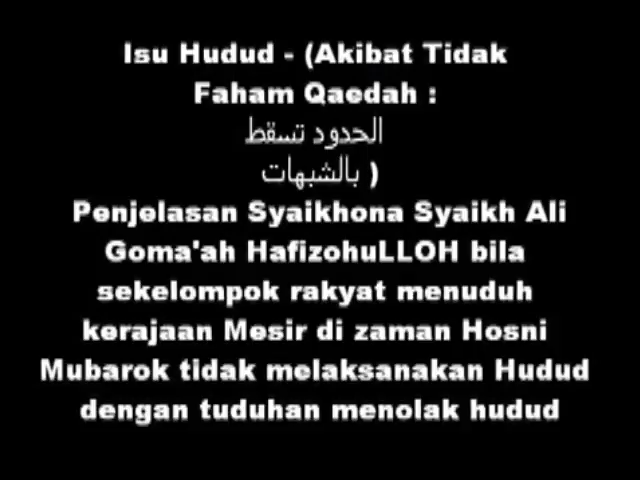 Isu Hudud - (Akibat Tidak
Faham Qaedah :
الحدود تسقط
بالشبهات )
Penjelasan Syaikhona Syaikh Ali
Goma'ah HafizohuLLOH bila
sekelompok rakyat menuduh
kerajaan Mesir di zaman Hosni
Mubarok tidak melaksanakan Hudud
dengan tuduhan menolak hudud